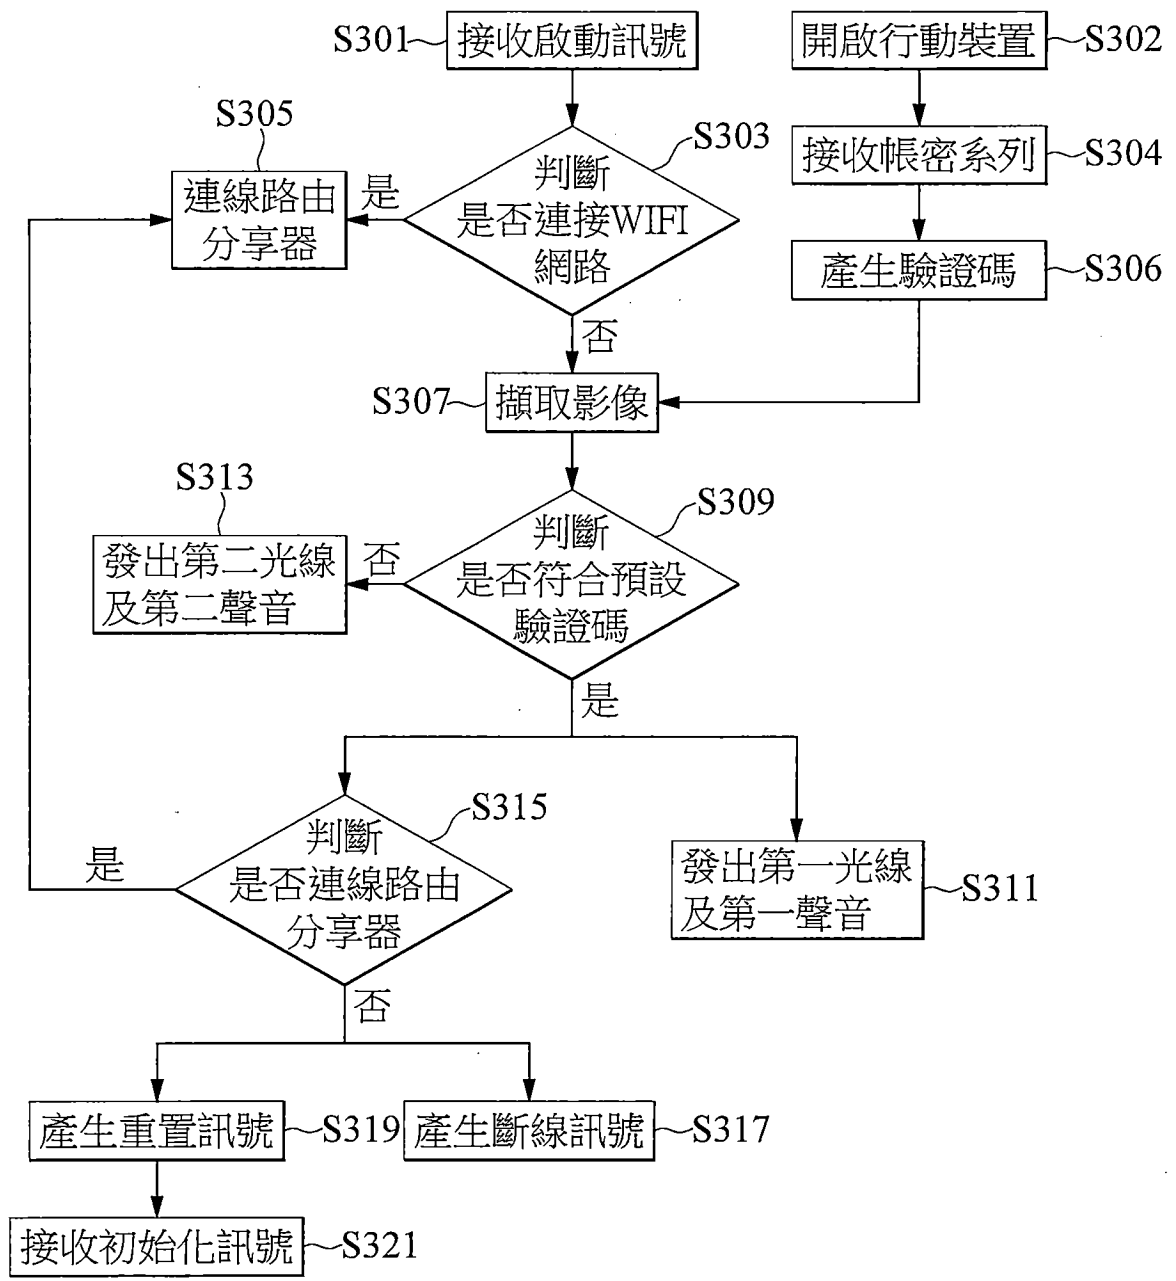 S301
接收啟動訊號
開啟行動裝置
S302
S305
S303
接收帳密系列
S304
連線路由
分享器
是
判斷
是否連接WIFI
網路
產生驗證碼
S306
否
S307
擷取影像
S313
S309
發出第二光線
及第二聲音
否
判斷
是否符合預設
驗證碼
是
S315
是
判斷
是否連線路由
分享器
發出第一光線
及第一聲音
S311
否
產生重置訊號
S319
產生斷線訊號
S317
接收初始化訊號
S321